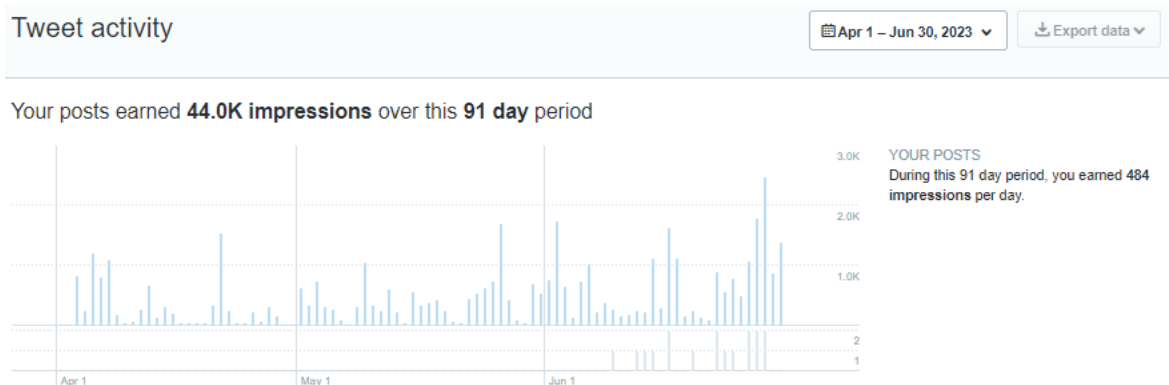 Tweet activity
Apr 1 – Jun 30, 2023
Export data
Your posts earned 44.0K impressions over this 91 day period
3.0K
2.0K
1.0K
2
1
Apr 1
May 1
Jun 1
YOUR POSTS
During this 91 day period, you earned 484
impressions per day.